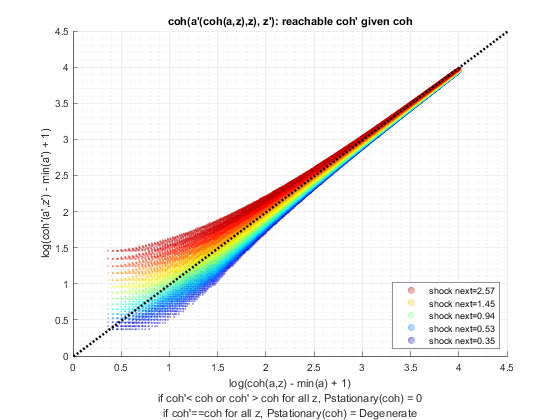 coh(a'(coh(a,z),z), z'): reachable coh' given coh
log(coh'(a',z') - min(a') + 1)
4.5
4
3.5
3
2.5
2
1.5
1
0.5
0
shock next=2.57
shock next=1.45
shock next=0.94
shock next=0.53
shock next=0.35
0 0.5 1 1.5 2 2.5 3 3.5 4 4.5
log(coh(a,z) - min(a) + 1)
if coh'< coh or coh' > coh for all z, Pstationary(coh) = 0
if coh'==coh for all z, Pstationary(coh) = Degenerate